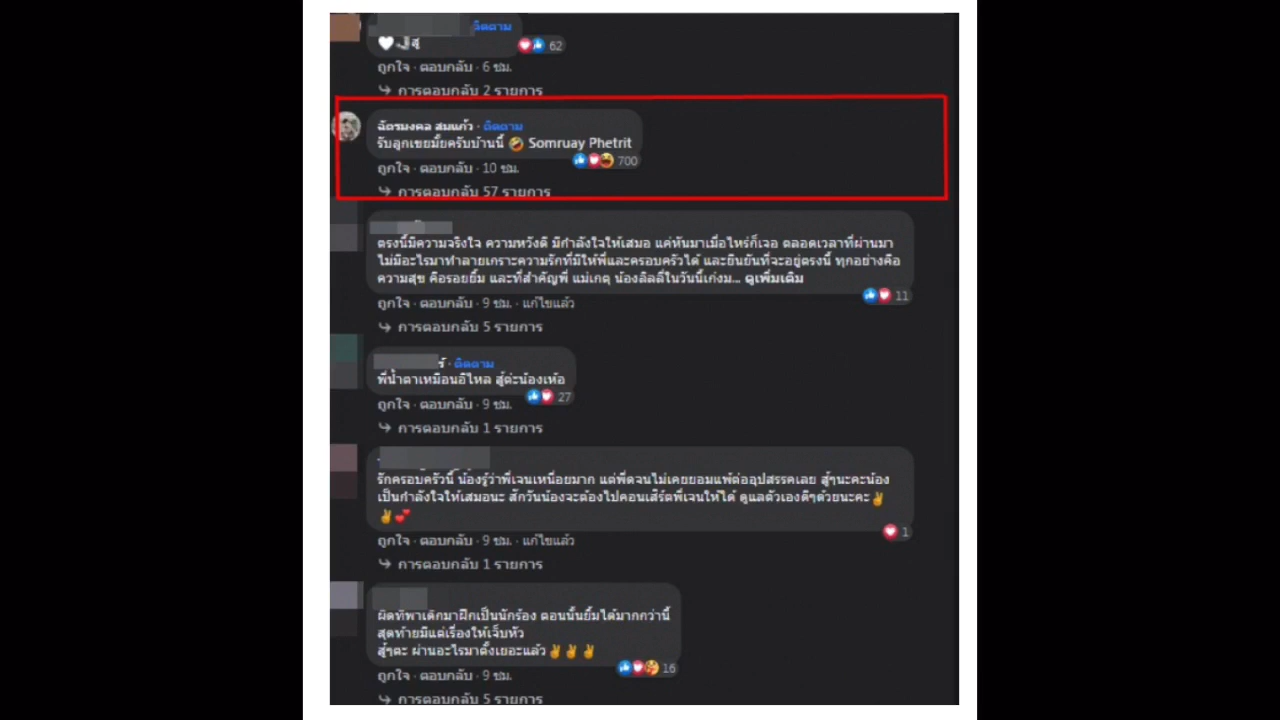 ติดตาม
สู้
62
ถูกใจ · ตอบกลับ · 6 ชม.
การตอบกลับ 2 รายการ
ฉัตรมงคล สมแก้ว · ติดตาม
รับลูกเขยมั้ยครับบ้านนี้ 🤣 Somruay Phetrit
700
ถูกใจ · ตอบกลับ · 10 ชม.
การตอบกลับ 57 รายการ
ตรงนี้มีความจริงใจ ความหวังดี มีกำลังใจให้เสมอ แค่หันมาเมื่อไหร่ก็เจอ ตลอดเวลาที่ผ่านมา
ไม่มีอะไรมาทำลายเกราะความรักที่มีให้พี่และครอบครัวได้ และยืนยันที่จะอยู่ตรงนี้ ทุกอย่างคือ
ความสุข คือรอยยิ้ม และที่สำคัญพี่ แม่เกตุ น้องลิลลี่ในวันนี้เก่งม... ดูเพิ่มเติม
11
ถูกใจ · ตอบกลับ · 9 ชม. · แก้ไขแล้ว
การตอบกลับ 5 รายการ
ร์ · ติดตาม
พี่น้ำตาเหมือนอิไหล สู้ต่ะน้องเห้อ
27
ถูกใจ · ตอบกลับ · 9 ชม.
การตอบกลับ 1 รายการ
รักครอบครัวนี้ น้องรู้ว่าพี่เจนเหนื่อยมาก แต่พี่ดจนไม่เคยยอมแพ้ต่ออุปสรรคเลย สู้ๆนะคะน้อง
เป็นกำลังใจให้เสมอนะ สักวันน้องจะต้องไปคอนเสิร์ตพี่เจนให้ได้ ดูแลตัวเองดีๆด้วยนะคะ✌️
✌️💕
1
ถูกใจ · ตอบกลับ · 9 ชม. · แก้ไขแล้ว
การตอบกลับ 1 รายการ
ผิดที่พาเด็กมาฝึกเป็นนักร้อง ตอนนั้นยิ้มได้มากกว่านี้
สุดท้ายมีแต่เรื่องให้เจ็บหัว
สู้ๆตะ ผ่านอะไรมาตั้งเยอะแล้ว✌️✌️✌️
16
ถูกใจ · ตอบกลับ · 9 ชม.
การตอบกลับ 5 รายการ